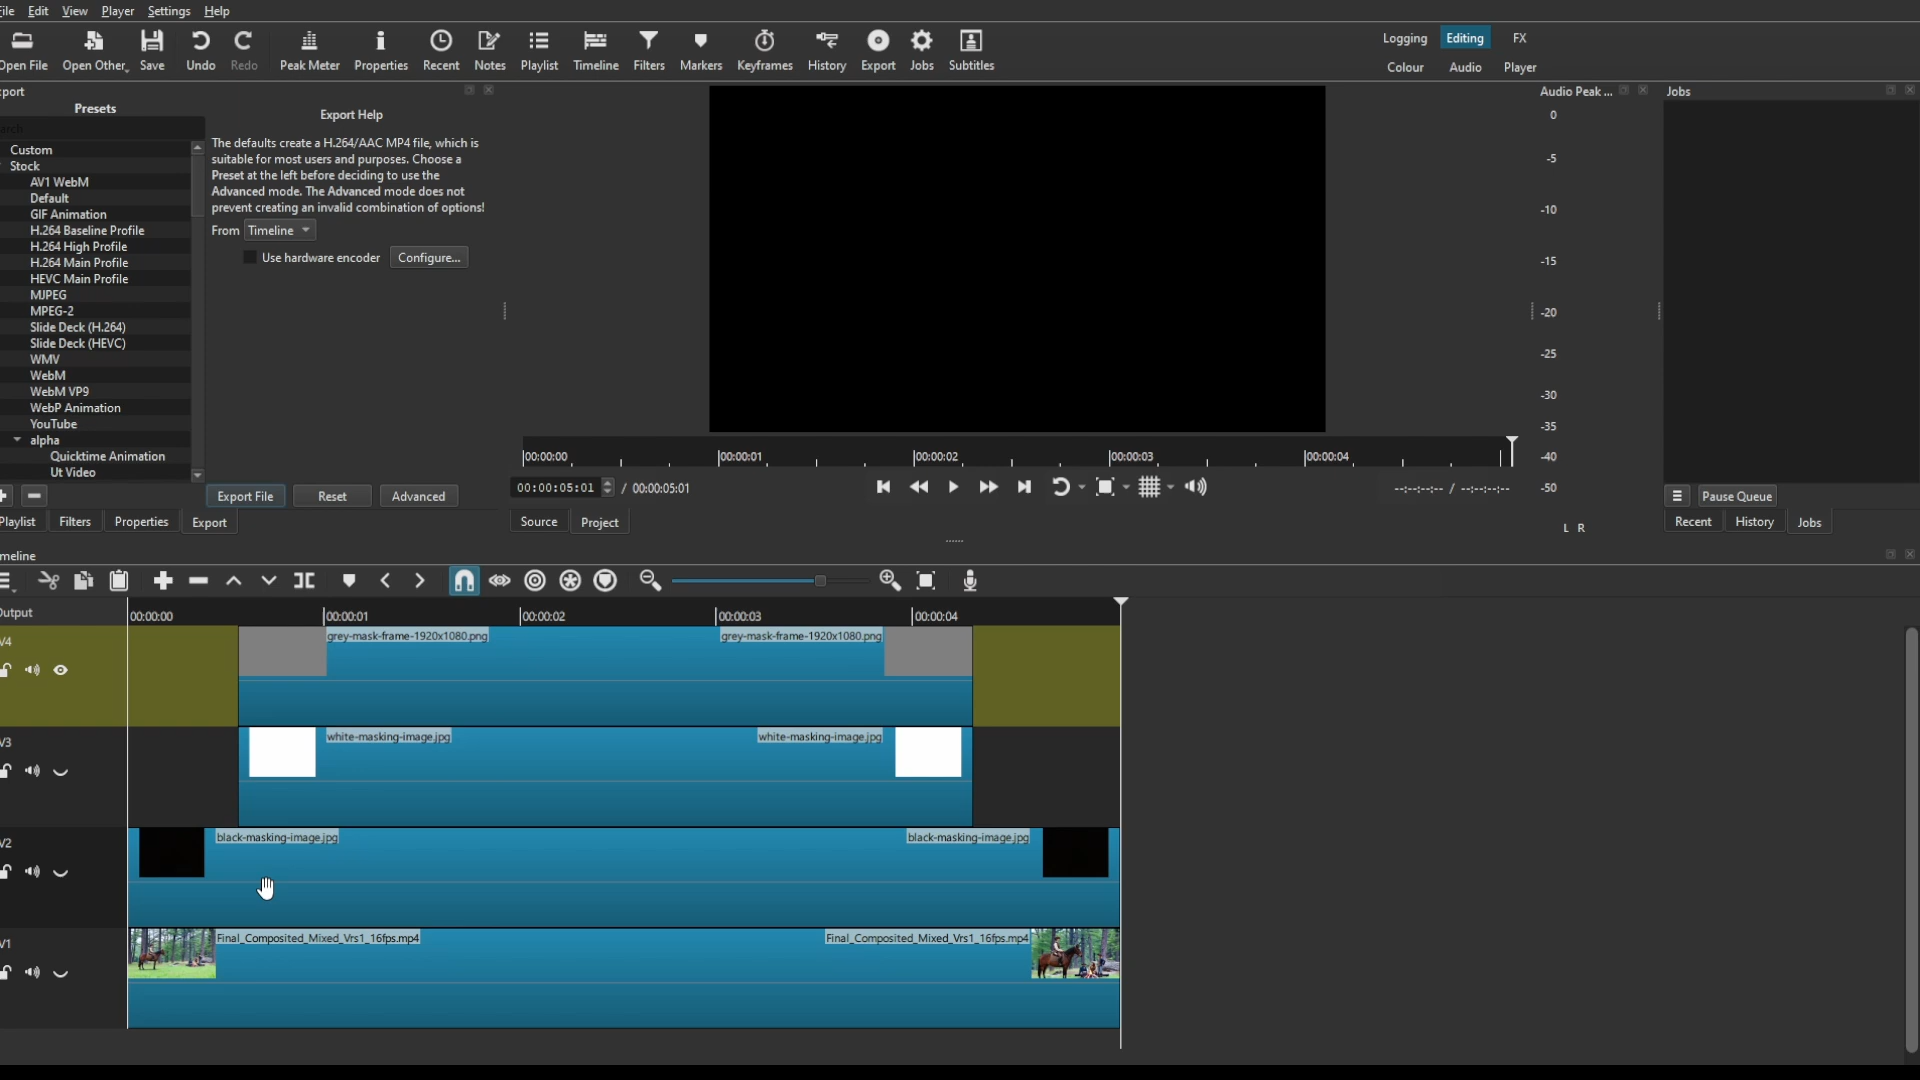 File Edit View Player Settings Help
Open File Open Other... Save Undo Redo Peak Meter Properties Recent Notes Playlist Timeline Filters Markers Keyframes History Export Jobs Subtitles
Logging Editing FX
Colour Audio Player
port
Presets
arch
Custom
Stock
AV1 WebM
Default
GIF Animation
H.264 Baseline Profile
H.264 High Profile
H.264 Main Profile
HEVC Main Profile
MJPEG
MPEG-2
Slide Deck (H.264)
Slide Deck (HEVC)
WMV
WebM
WebM VP9
WebP Animation
YouTube
alpha
Quicktime Animation
Ut Video
Export Help
The defaults create a H.264/AAC MP4 file, which is
suitable for most users and purposes. Choose a
Preset at the left before deciding to use the
Advanced mode. The Advanced mode does not
prevent creating an invalid combination of options!
From Timeline
Use hardware encoder Configure...
Export File Reset Advanced
Playlist Filters Properties Export
00:00:00 00:00:01 00:00:02 00:00:03 00:00:04
00:00:05:01 / 00:00:05:01
--:--:--:-- / --:--:--:--
Source Project
Audio Peak ...
0
-5
-10
-15
-20
-25
-30
-35
-40
-50
L R
Jobs
Pause Queue
Recent History Jobs
meline
Output
00:00:00 00:00:01 00:00:02 00:00:03 00:00:04
V4
grey-mask-frame-1920x1080.png grey-mask-frame-1920x1080.png
V3
white-masking-image.jpg white-masking-image.jpg
V2
black-masking-image.jpg black-masking-image.jpg
V1
Final_Composited_Mixed_Vrs1_16fps.mp4 Final_Composited_Mixed_Vrs1_16fps.mp4